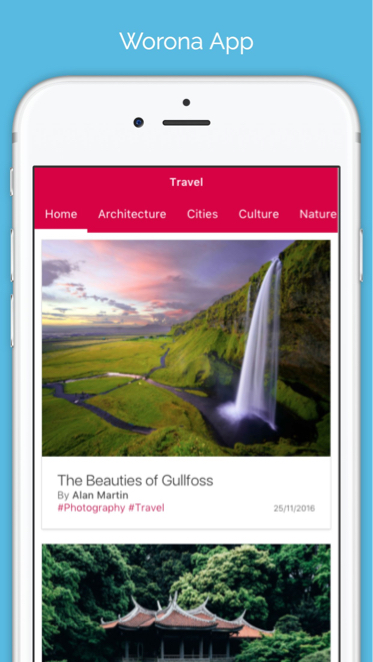 Worona App
Travel
Home Architecture Cities Culture Nature
The Beauties of Gullfoss
By Alan Martin
#Photography #Travel 25/11/2016